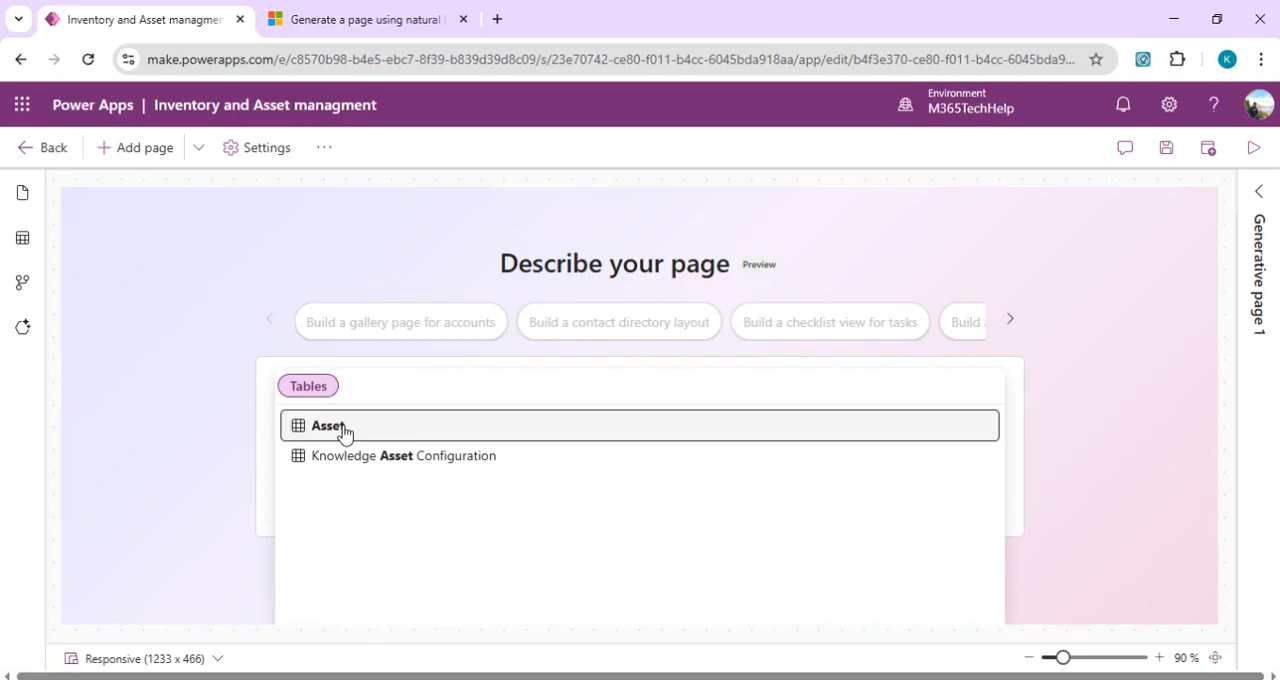 Inventory and Asset managmen
Generate a page using natural
make.powerapps.com/e/c8570b98-b4e5-ebc7-8f39-b839d39d8c09/s/23e70742-ce80-f011-b4cc-6045bda918aa/app/edit/b4f3e370-ce80-f011-b4cc-6045bda9...
K
Power Apps | Inventory and Asset managment
Environment
M365TechHelp
Back
Add page
Settings
Describe your page Preview
Build a gallery page for accounts
Build a contact directory layout
Build a checklist view for tasks
Build
Generative page 1
Tables
Asset
Knowledge Asset Configuration
Responsive (1233 x 466)
90 %